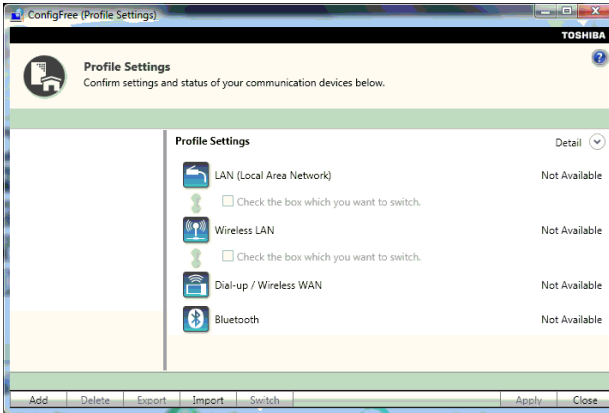 ConfigFree (Profile Settings)
TOSHIBA
Profile Settings
Confirm settings and status of your communication devices below.
Profile Settings
Detail
LAN (Local Area Network)
Not Available
Check the box which you want to switch.
Wireless LAN
Not Available
Check the box which you want to switch.
Dial-up / Wireless WAN
Not Available
Bluetooth
Not Available
Add
Delete
Export
Import
Switch
Apply
Close